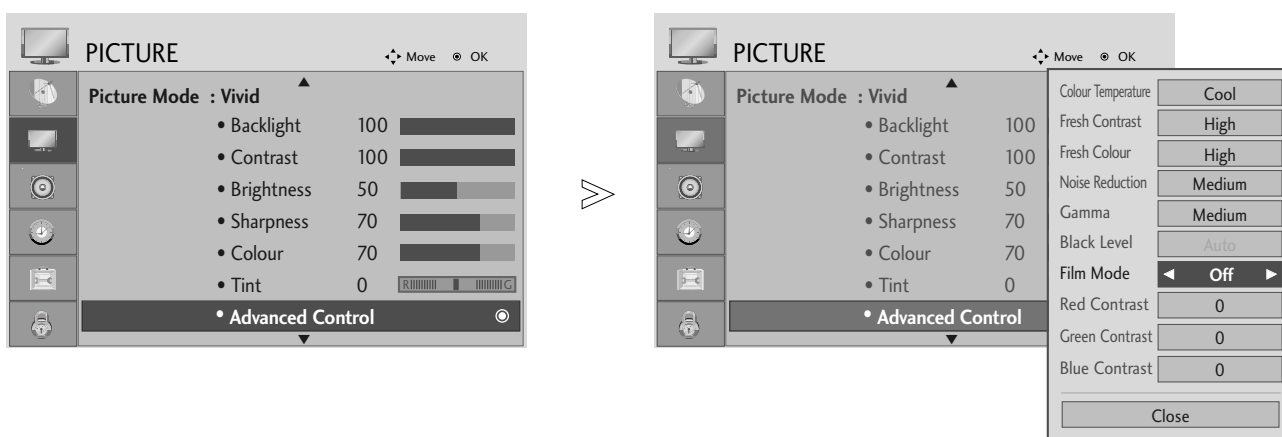 PICTURE
Move OK
Picture Mode : Vivid
• Backlight 100
• Contrast 100
• Brightness 50
• Sharpness 70
• Colour 70
• Tint 0 R G
• Advanced Control
PICTURE
Move OK
Picture Mode : Vivid
• Backlight 100
• Contrast 100
• Brightness 50
• Sharpness 70
• Colour 70
• Tint 0
• Advanced Control
Colour Temperature Cool
Fresh Contrast High
Fresh Colour High
Noise Reduction Medium
Gamma Medium
Black Level Auto
Film Mode ◄ Off ►
Red Contrast 0
Green Contrast 0
Blue Contrast 0
Close